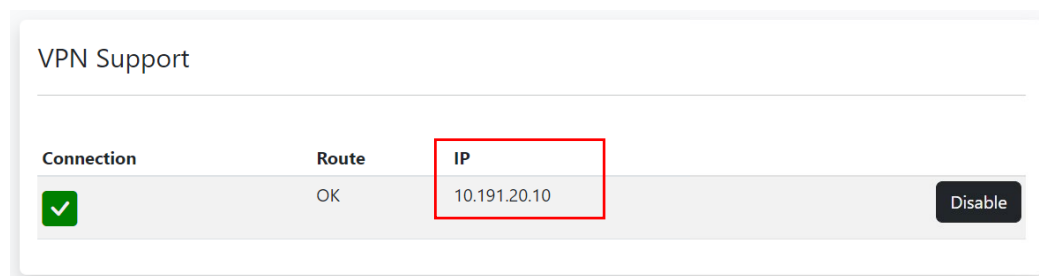 VPN Support
Connection Route IP
OK 10.191.20.10 Disable